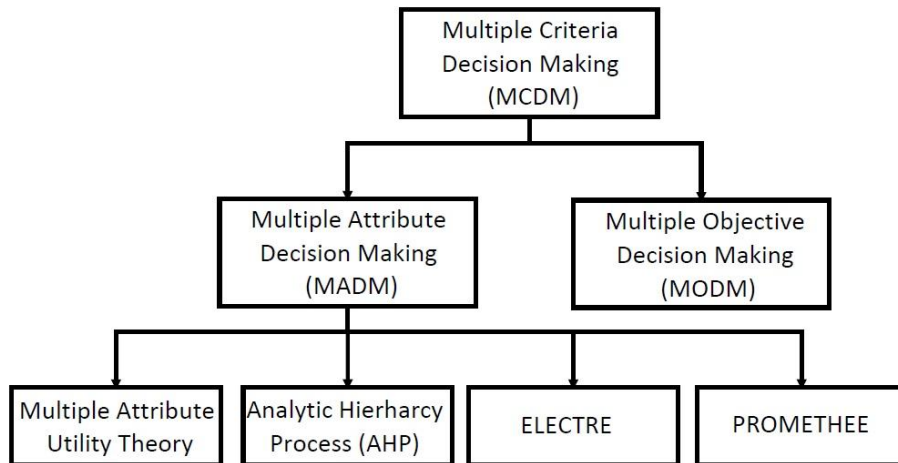 Multiple Criteria
Decision Making
(MCDM)
Multiple Attribute
Decision Making
(MADM)
Multiple Objective
Decision Making
(MODM)
Multiple Attribute
Utility Theory
Analytic Hierharcy
Process (AHP)
ELECTRE
PROMETHEE